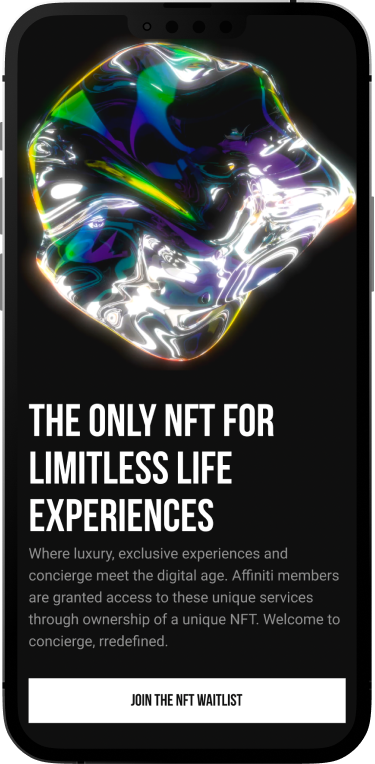 THE ONLY NFT FOR
LIMITLESS LIFE
EXPERIENCES
Where luxury, exclusive experiences and
concierge meet the digital age. Affiniti members
are granted access to these unique services
through ownership of a unique NFT. Welcome to
concierge, rredefined.
JOIN THE NFT WAITLIST